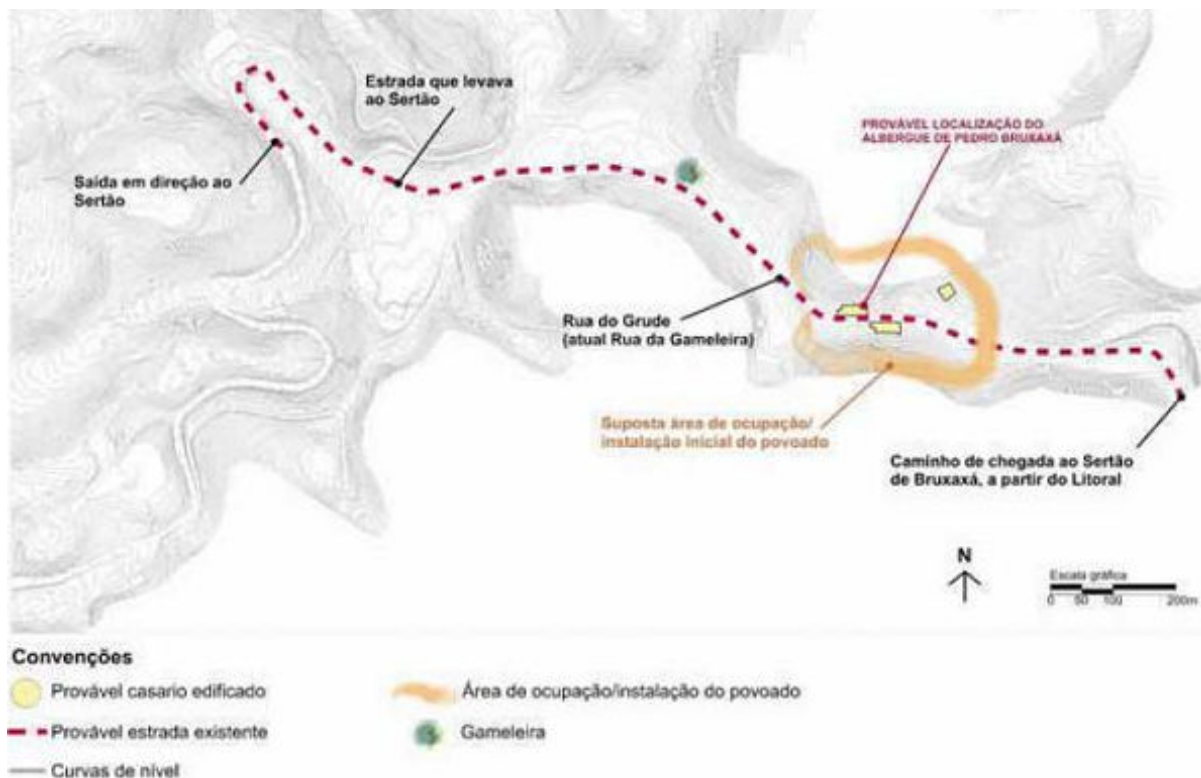 Estrada que levava
ao Sertão
PROVÁVEL LOCALIZAÇÃO DO
ALBERGUE DE PEDRO BRUXAXÁ
Saída em direção ao
Sertão
Rua do Grude
(atual Rua da Gameleira)
Suposta área de ocupação/
instalação inicial do povoado
Caminho de chegada ao Sertão
de Bruxaxá, a partir do Litoral
N
Escala gráfica
0 50 100 200m
Convenções
Provável casario edificado
Área de ocupação/instalação do povoado
Provável estrada existente
Gameleira
Curvas de nível